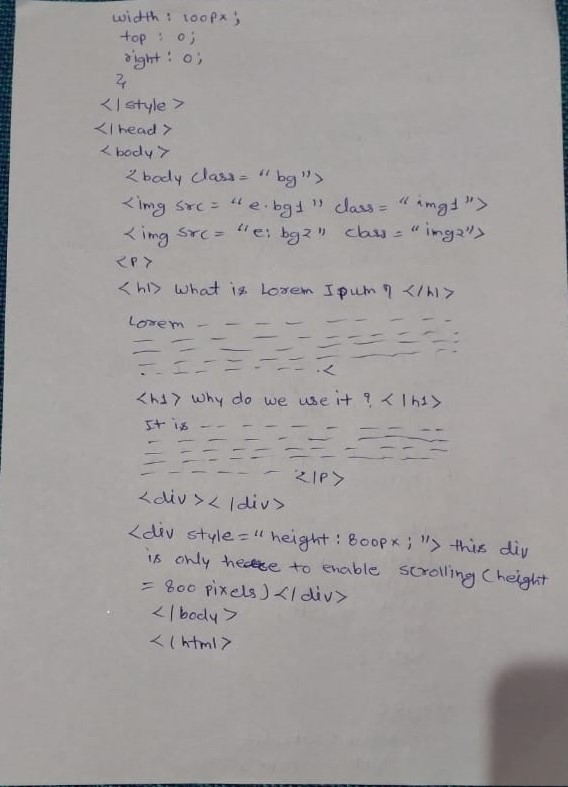 width : 100px ;
top : 0;
right : 0;
}
</style>
</head>
<body>
<body class = "bg">
<img src = "e.bg1" class = "img1">
<img src = "e: bg2" class = "img2">
<P>
<h1> What is Lorem Ipum ? </h1>
Lorem - - - - - - - -
<
<h1> Why do we use it ? </h1>
It is - - - - - - - -
</P>
<div></div>
<div style = "height : 800px ; "> this div
is only to enable scrolling (height
= 800 pixels) </div>
</body>
</html>